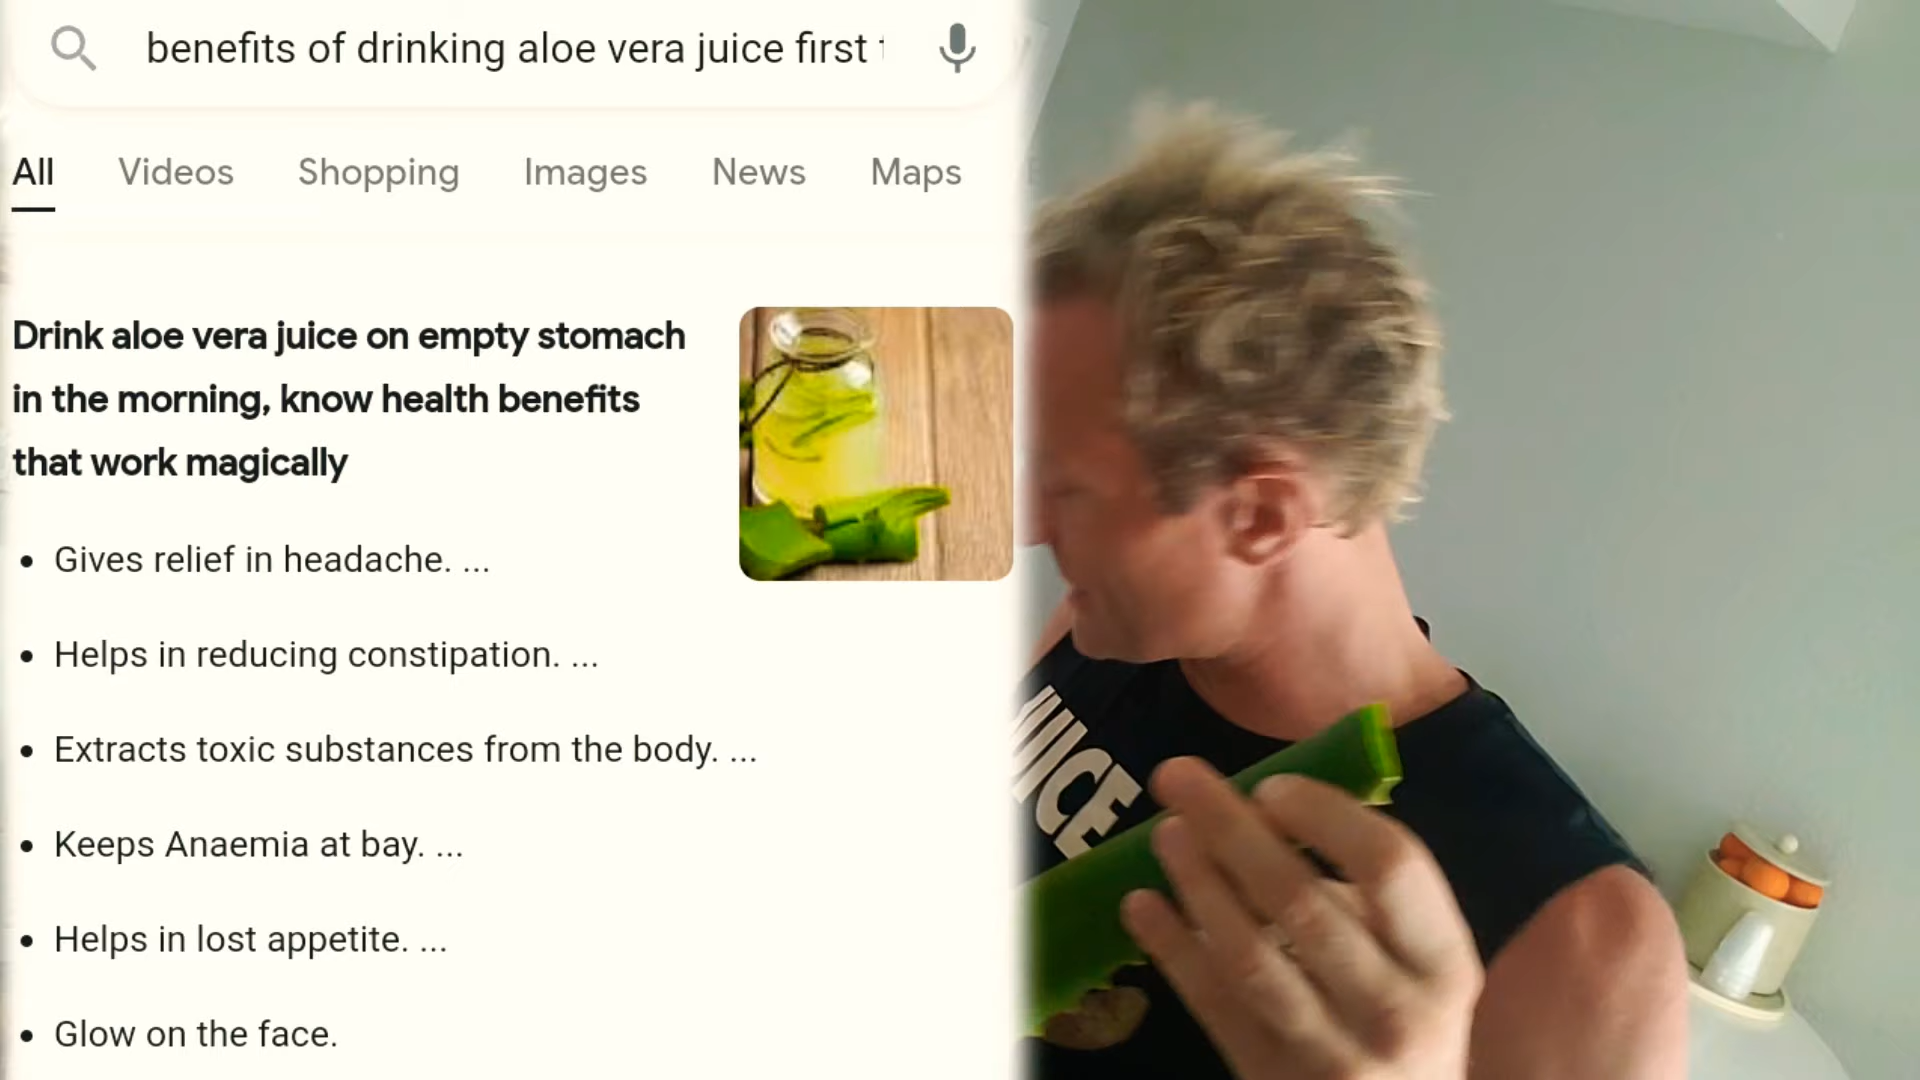 benefits of drinking aloe vera juice first
All Videos Shopping Images News Maps
Drink aloe vera juice on empty stomach
in the morning, know health benefits
that work magically
• Gives relief in headache. ...
• Helps in reducing constipation. ...
• Extracts toxic substances from the body. ...
• Keeps Anaemia at bay. ...
• Helps in lost appetite. ...
• Glow on the face.